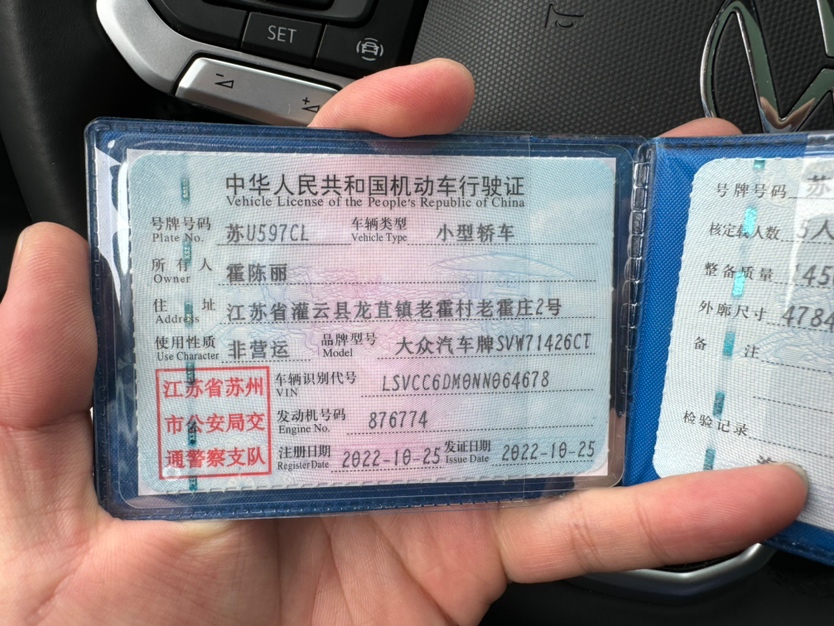 SET
中华人民共和国机动车行驶证
Vehicle License of the People's Republic of China
号牌号码 苏U597CL 车辆类型 小型轿车
Plate No. Vehicle Type
所有人 霍陈丽
Owner
住址 江苏省灌云县龙苴镇老霍村老霍庄2号
Address
使用性质 非营运 品牌型号 大众汽车牌SVW71426CT
Use Character Model
江苏省苏州
市公安局交
通警察支队
车辆识别代号 LSVCC6DM0NN064678
VIN
发动机号码 876774
Engine No.
注册日期 2022-10-25 发证日期 2022-10-25
Register Date Issue Date
号牌号码 苏
核定载人数 5人
整备质量 145
外廓尺寸 4784
备注
检验记录